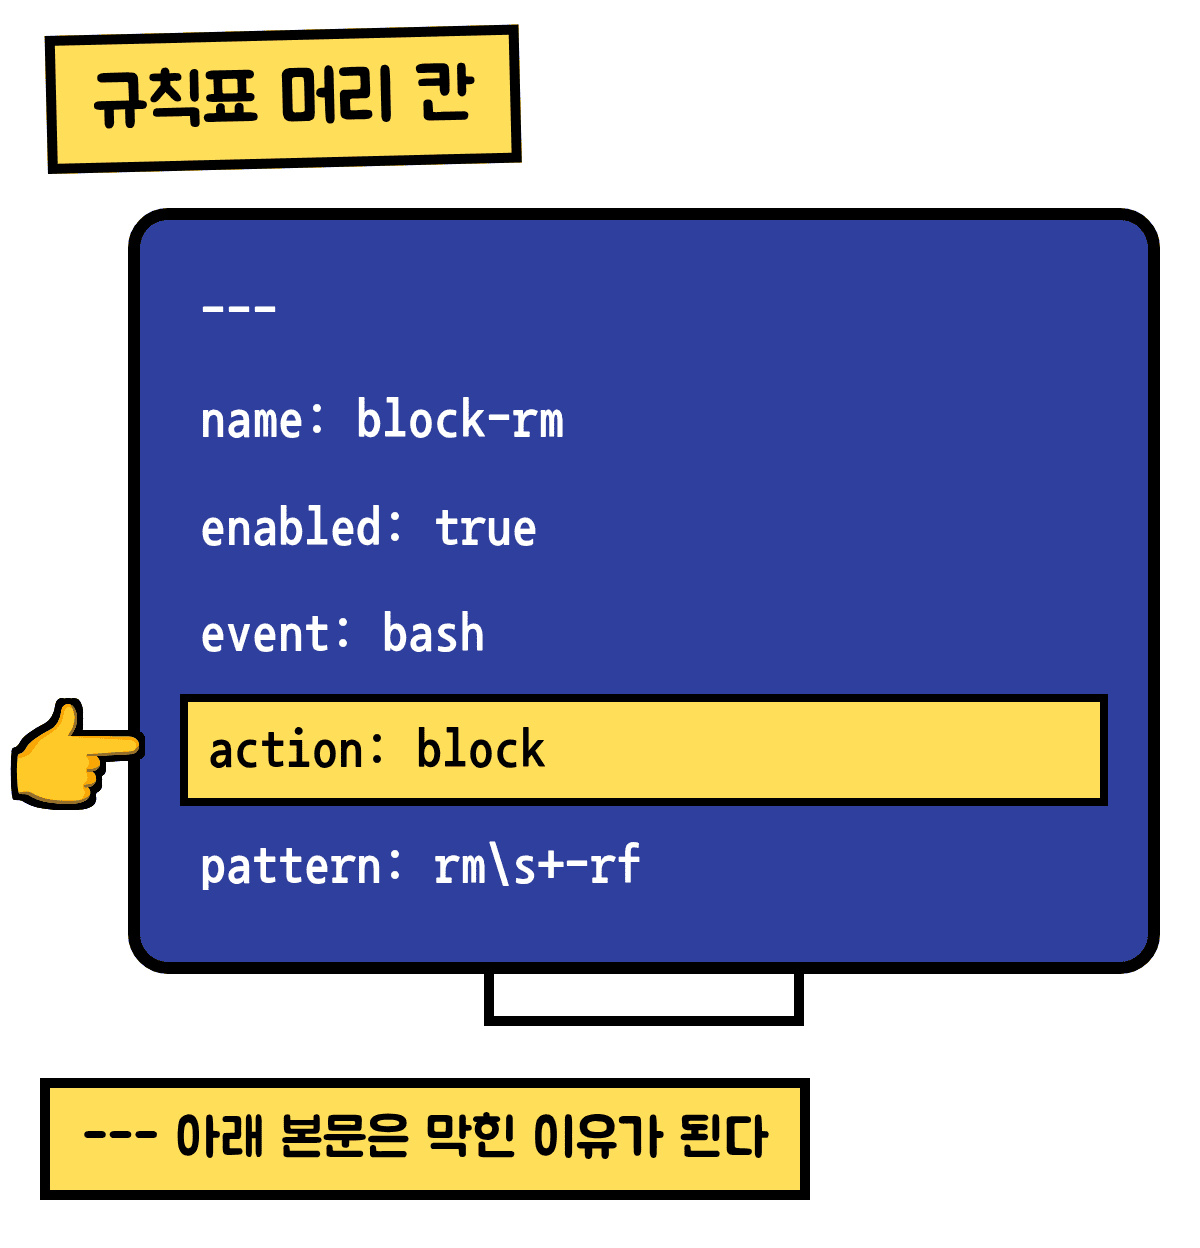 규칙표 머리 칸
---
name: block-rm
enabled: true
event: bash
action: block
pattern: rm\s+-rf
--- 아래 본문은 막힌 이유가 된다